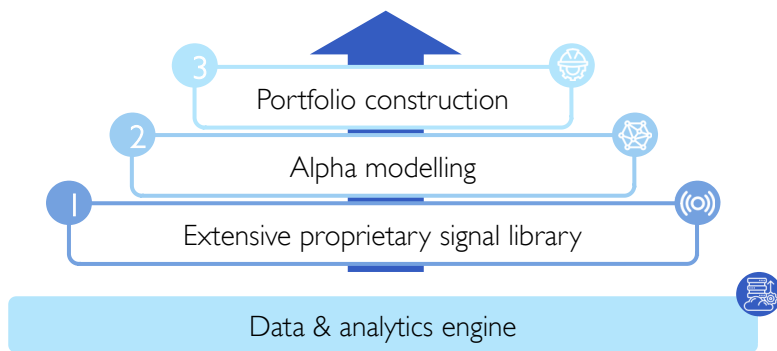 3
Portfolio construction
2
Alpha modelling
1
Extensive proprietary signal library
Data & analytics engine